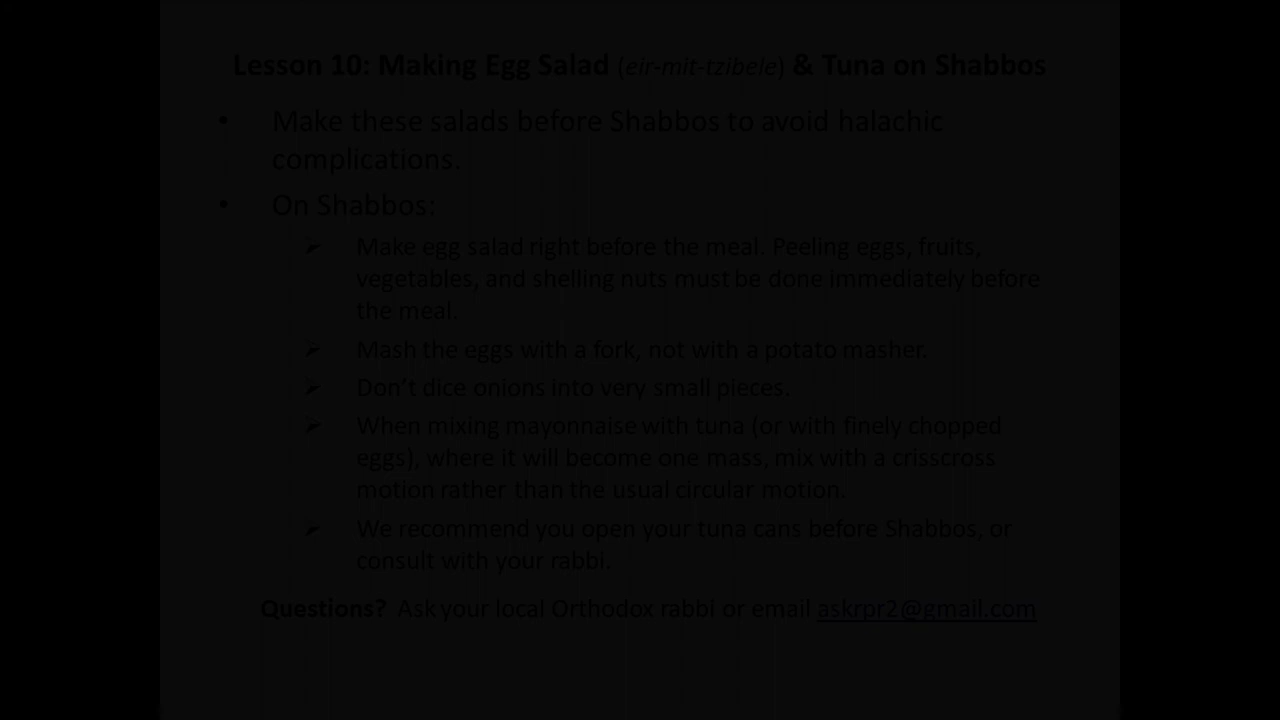 Lesson 10: Making Egg Salad (eir-mit-tzibele) & Tuna on Shabbos
• Make these salads before Shabbos to avoid halachic
complications.
• On Shabbos:
➢ Make egg salad right before the meal. Peeling eggs, fruits,
vegetables, and shelling nuts must be done immediately before
the meal.
➢ Mash the eggs with a fork, not with a potato masher.
➢ Don’t dice onions into very small pieces.
➢ When mixing mayonnaise with tuna (or with finely chopped
eggs), where it will become one mass, mix with a crisscross
motion rather than the usual circular motion.
➢ We recommend you open your tuna cans before Shabbos, or
consult with your rabbi.
Questions? Ask your local Orthodox rabbi or email askrpr2@gmail.com